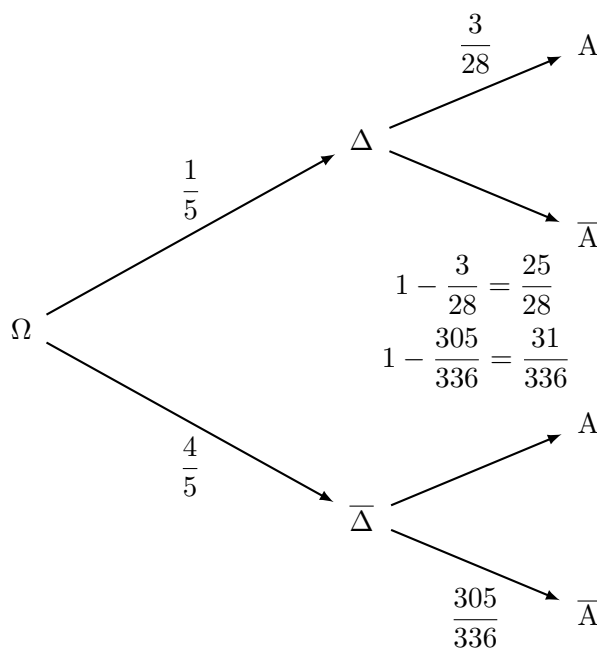 3/28
A
Δ
1/5
A̅
1 − 3/28 = 25/28
Ω
1 − 305/336 = 31/336
A
4/5
Δ̅
305/336
A̅